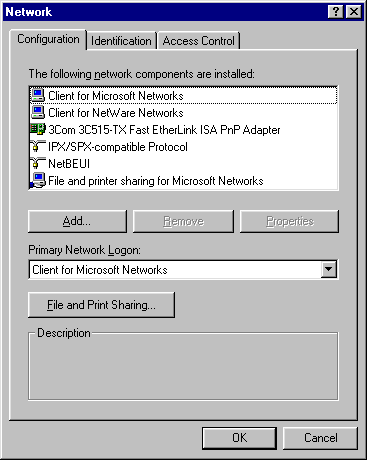 Network
Configuration Identification Access Control
The following network components are installed:
Client for Microsoft Networks
Client for NetWare Networks
3Com 3C515-TX Fast EtherLink ISA PnP Adapter
IPX/SPX-compatible Protocol
NetBEUI
File and printer sharing for Microsoft Networks
Add... Remove Properties
Primary Network Logon:
Client for Microsoft Networks
File and Print Sharing...
Description
OK Cancel